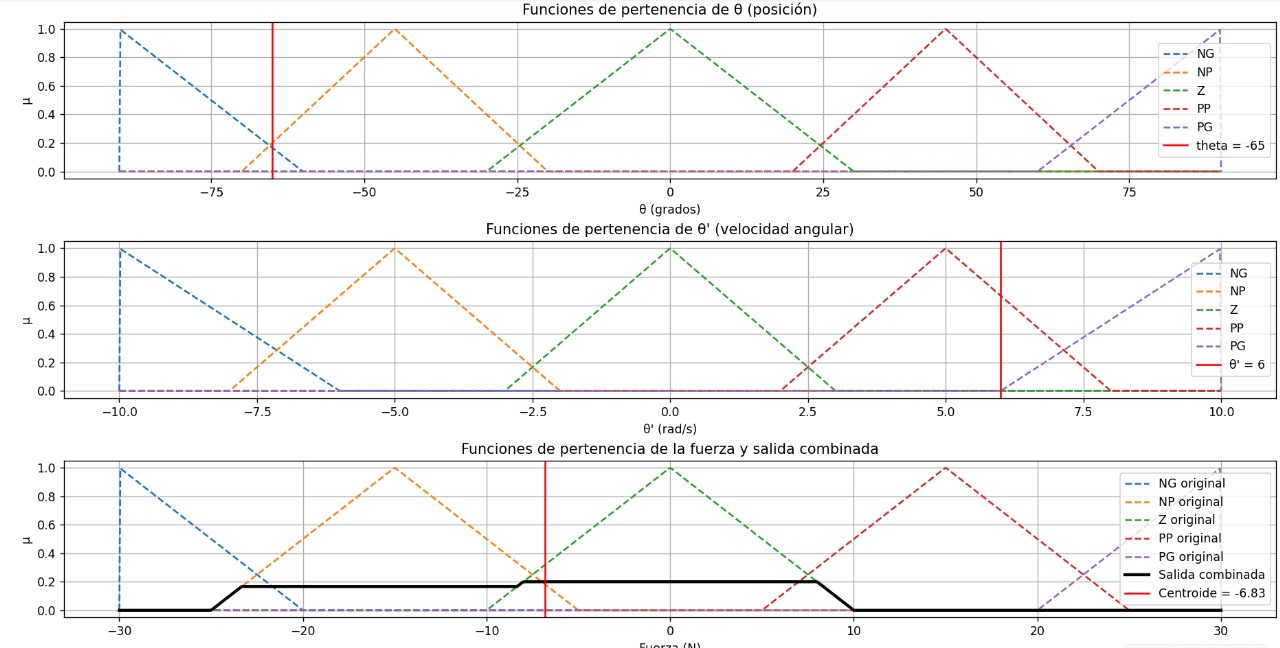 Funciones de pertenencia de θ (posición)
1.0
0.8
0.6
0.4
0.2
0.0
μ
NG
NP
Z
PP
PG
theta = -65
−75
−50
−25
0
25
50
75
θ (grados)
Funciones de pertenencia de θ' (velocidad angular)
1.0
0.8
0.6
0.4
0.2
0.0
μ
NG
NP
Z
PP
PG
θ' = 6
−10.0
−7.5
−5.0
−2.5
0.0
2.5
5.0
7.5
10.0
θ' (rad/s)
Funciones de pertenencia de la fuerza y salida combinada
1.0
0.8
0.6
0.4
0.2
0.0
μ
NG original
NP original
Z original
PP original
PG original
Salida combinada
Centroide = -6.83
−30
−20
−10
0
10
20
30
Fuerza (N)